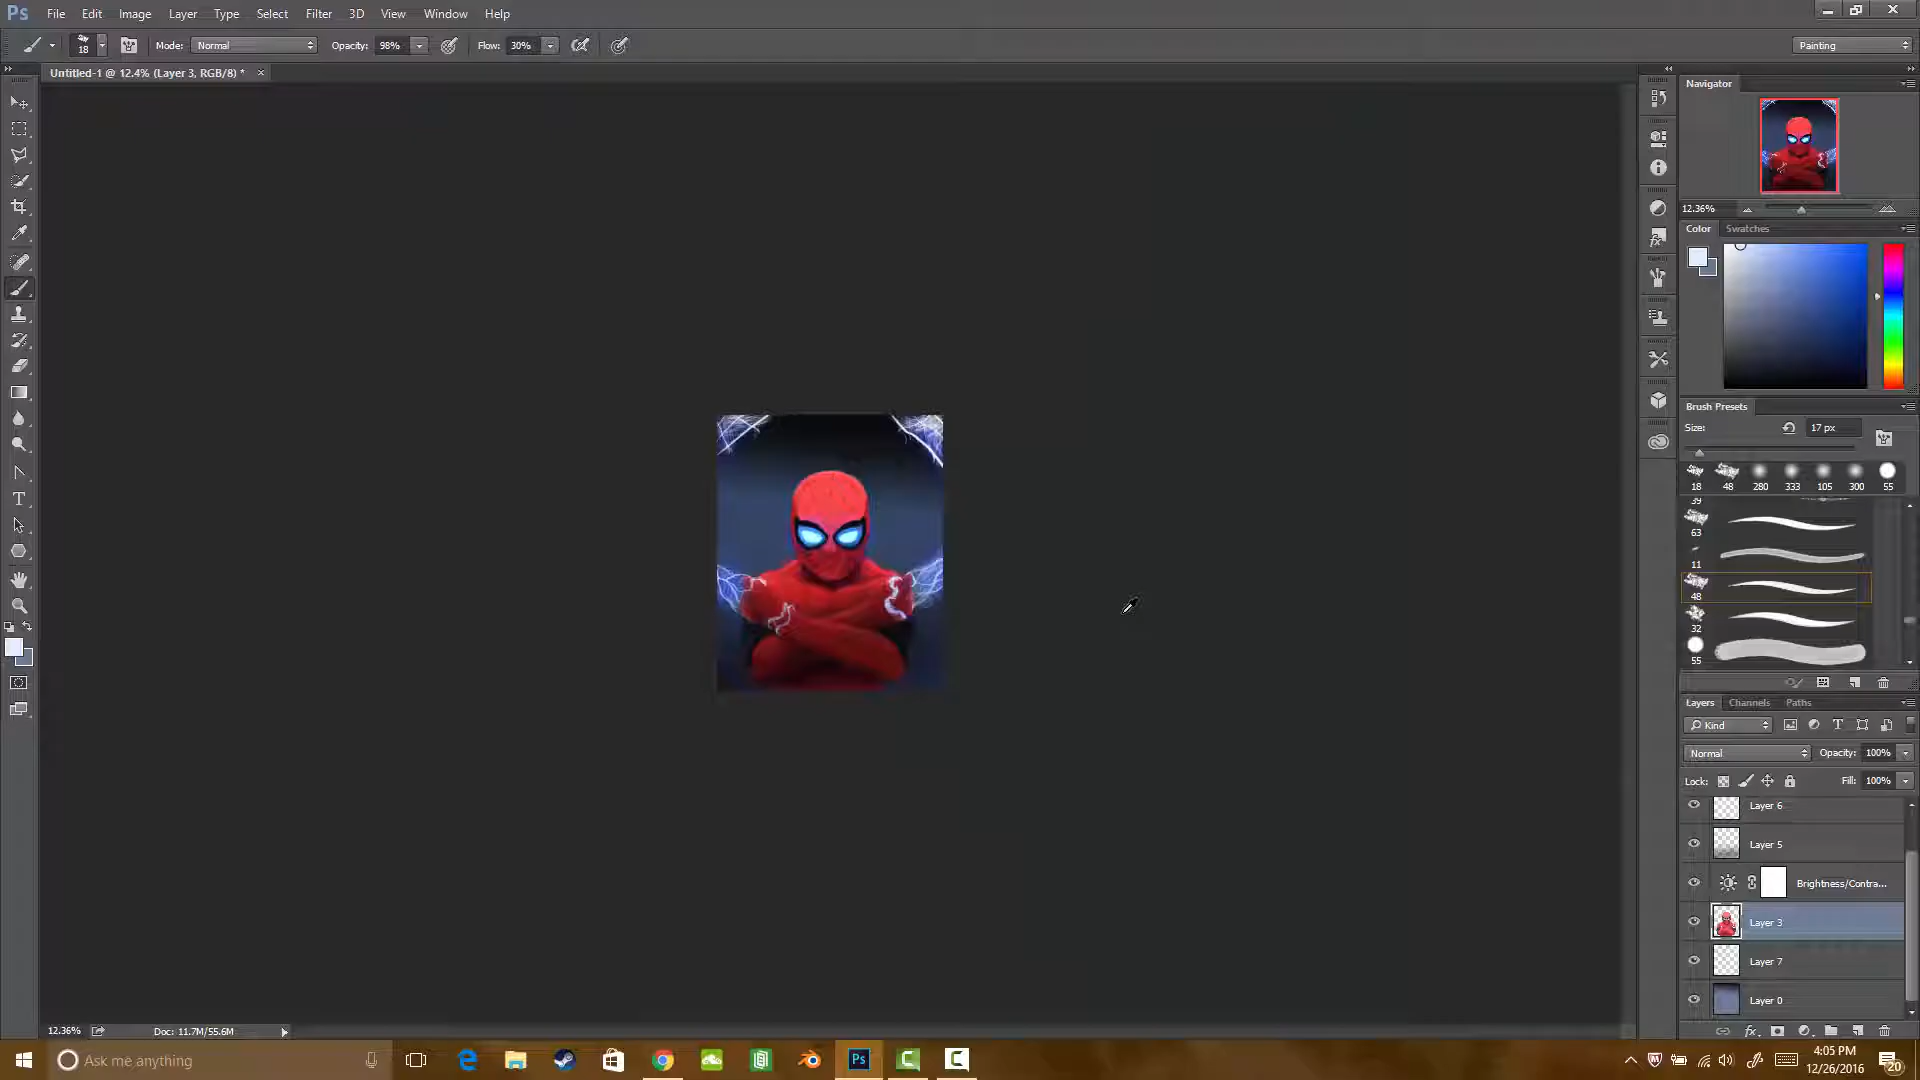 Ps File Edit Image Layer Type Select Filter 3D View Window Help
18 Mode: Normal Opacity: 98% Flow: 30% Painting
Untitled-1 @ 12.4% (Layer 3, RGB/8) *
Navigator
12.36%
Color Swatches
Brush Presets
Size: 17 px
18 48 280 333 105 300 55
39
63
11
48
32
55
Layers Channels Paths
Kind
Normal Opacity: 100%
Lock: Fill: 100%
Layer 6
Layer 5
Brightness/Contra...
Layer 3
Layer 7
Layer 0
fx
12.36% Doc: 11.7M/55.6M
Ask me anything
Ps
4:05 PM
12/26/2016
20